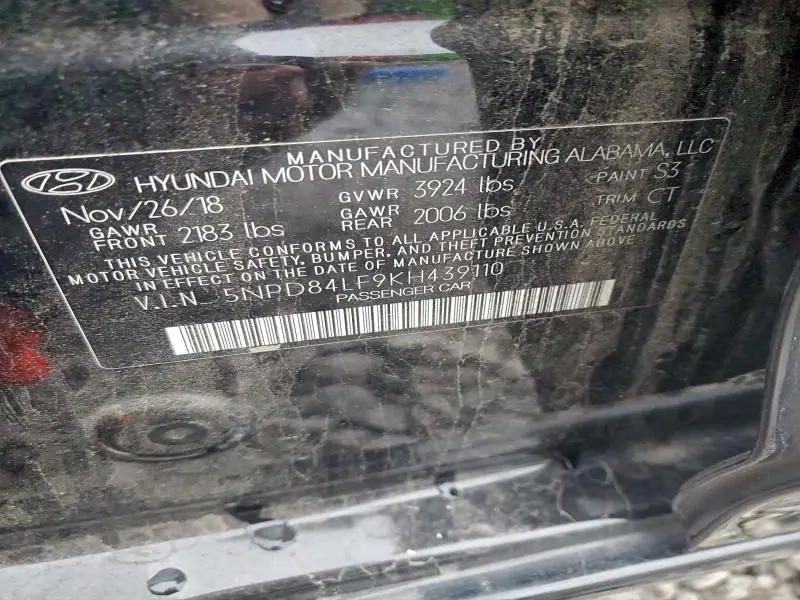 MANUFACTURED BY
HYUNDAI MOTOR MANUFACTURING ALABAMA, LLC
Nov/26/18 GVWR 3924 lbs PAINT S3
GAWR FRONT 2183 lbs GAWR REAR 2006 lbs TRIM CT
THIS VEHICLE CONFORMS TO ALL APPLICABLE U.S.A. FEDERAL
MOTOR VEHICLE SAFETY, BUMPER, AND THEFT PREVENTION STANDARDS
IN EFFECT ON THE DATE OF MANUFACTURE SHOWN ABOVE
V.I.N 5NPD84LF9KH439110
PASSENGER CAR